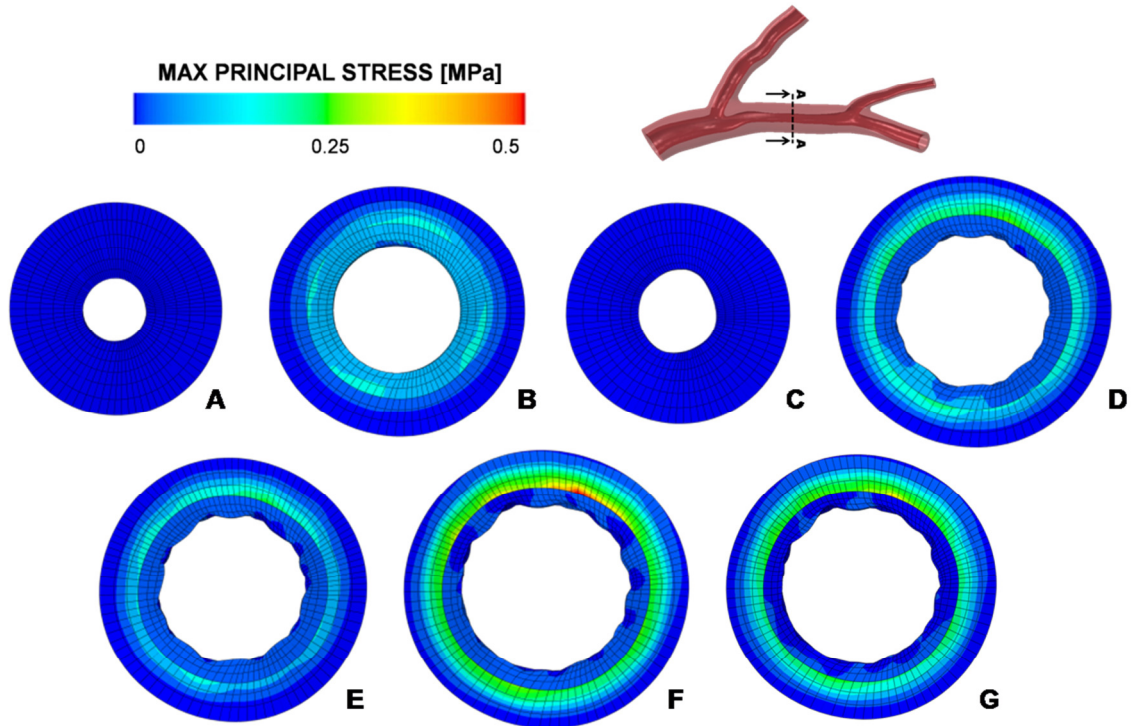 MAX PRINCIPAL STRESS [MPa]
0 0.25 0.5
A
A
A B C D
E F G